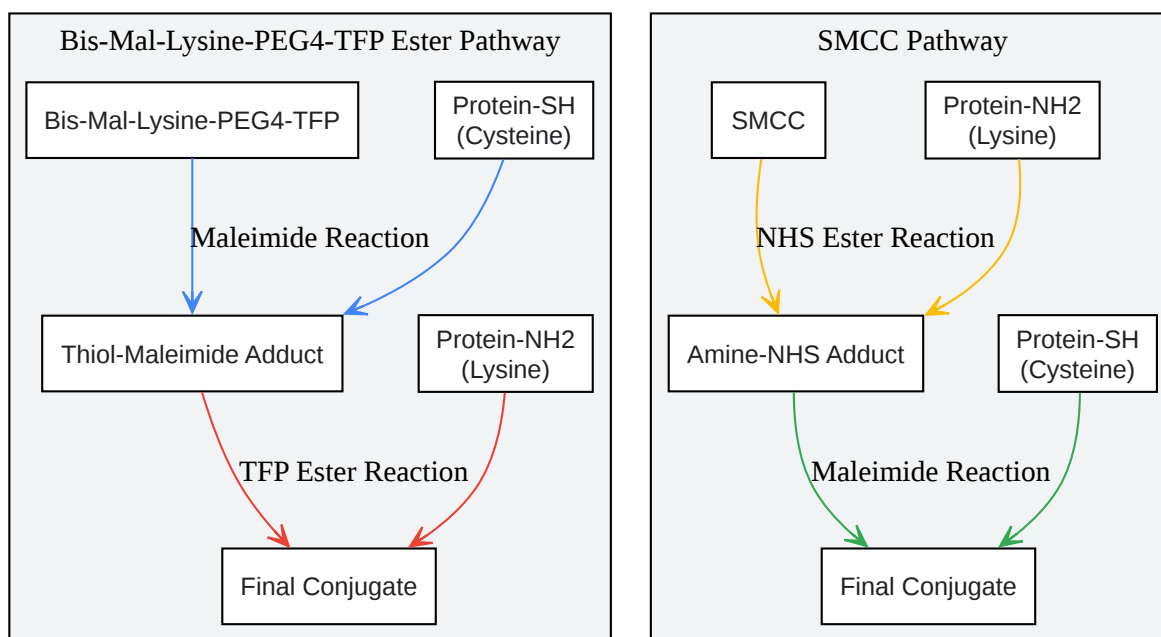 Bis-Mal-Lysine-PEG4-TFP Ester Pathway
Bis-Mal-Lysine-PEG4-TFP
Protein-SH
(Cysteine)
Maleimide Reaction
Thiol-Maleimide Adduct
Protein-NH2
(Lysine)
TFP Ester Reaction
Final Conjugate
SMCC Pathway
SMCC
Protein-NH2
(Lysine)
NHS Ester Reaction
Amine-NHS Adduct
Protein-SH
(Cysteine)
Maleimide Reaction
Final Conjugate